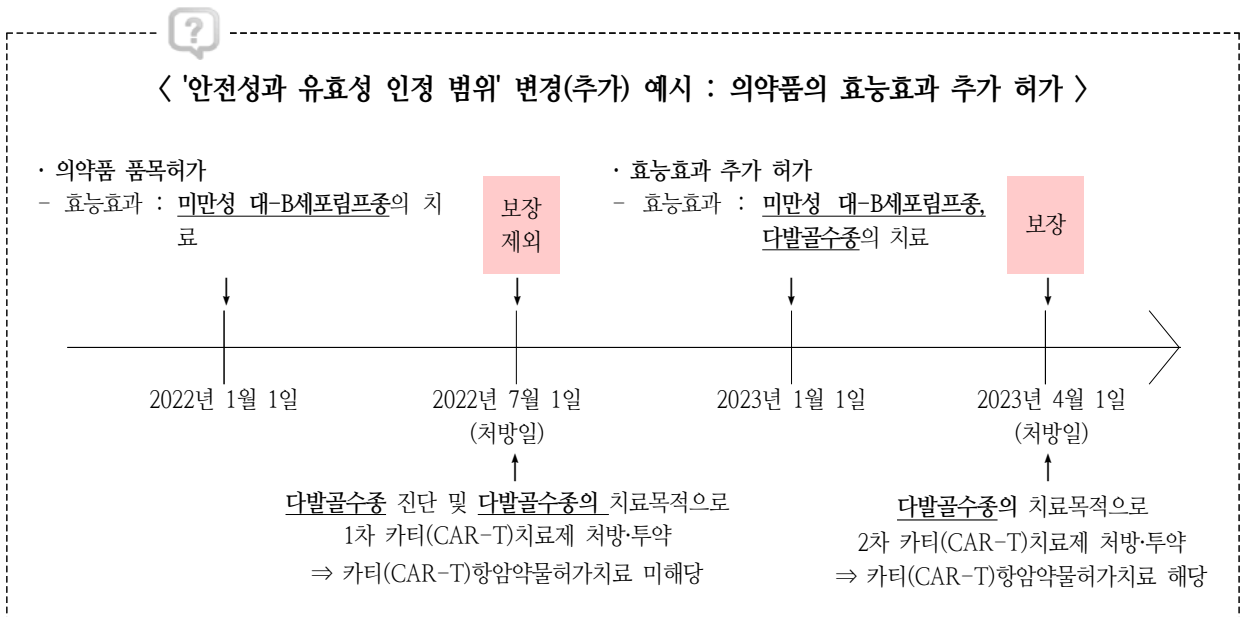 ?
〈 '안전성과 유효성 인정 범위' 변경(추가) 예시 : 의약품의 효능효과 추가 허가 〉
· 의약품 품목허가
- 효능효과 : 미만성 대-B세포림프종의 치
료
보장
제외
· 효능효과 추가 허가
- 효능효과 : 미만성 대-B세포림프종,
다발골수종의 치료
보장
2022년 1월 1일
2022년 7월 1일
(처방일)
2023년 1월 1일
2023년 4월 1일
(처방일)
다발골수종 진단 및 다발골수종의 치료목적으로
1차 카티(CAR-T)치료제 처방·투약
⇒ 카티(CAR-T)항암약물허가치료 미해당
다발골수종의 치료목적으로
2차 카티(CAR-T)치료제 처방·투약
⇒ 카티(CAR-T)항암약물허가치료 해당